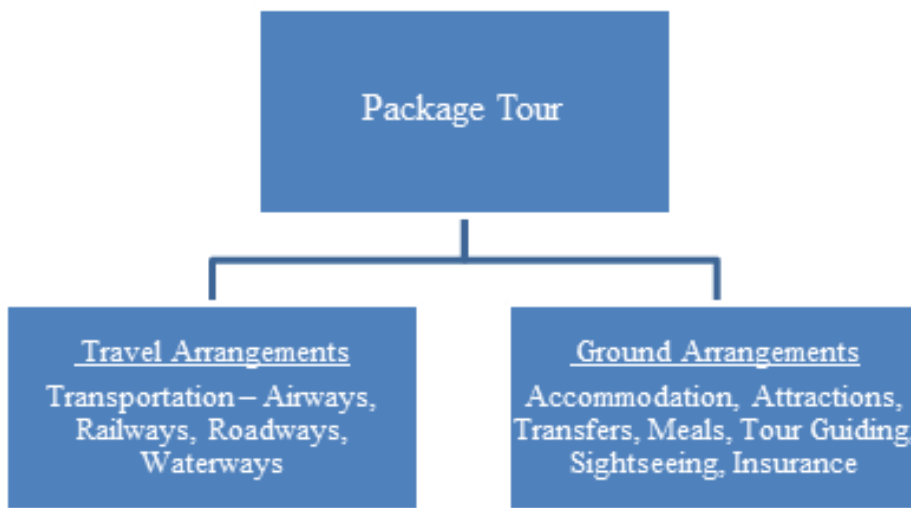 Package Tour
Travel Arrangements
Transportation – Airways,
Railways, Roadways,
Waterways
Ground Arrangements
Accommodation, Attractions,
Transfers, Meals, Tour Guiding,
Sightseeing, Insurance